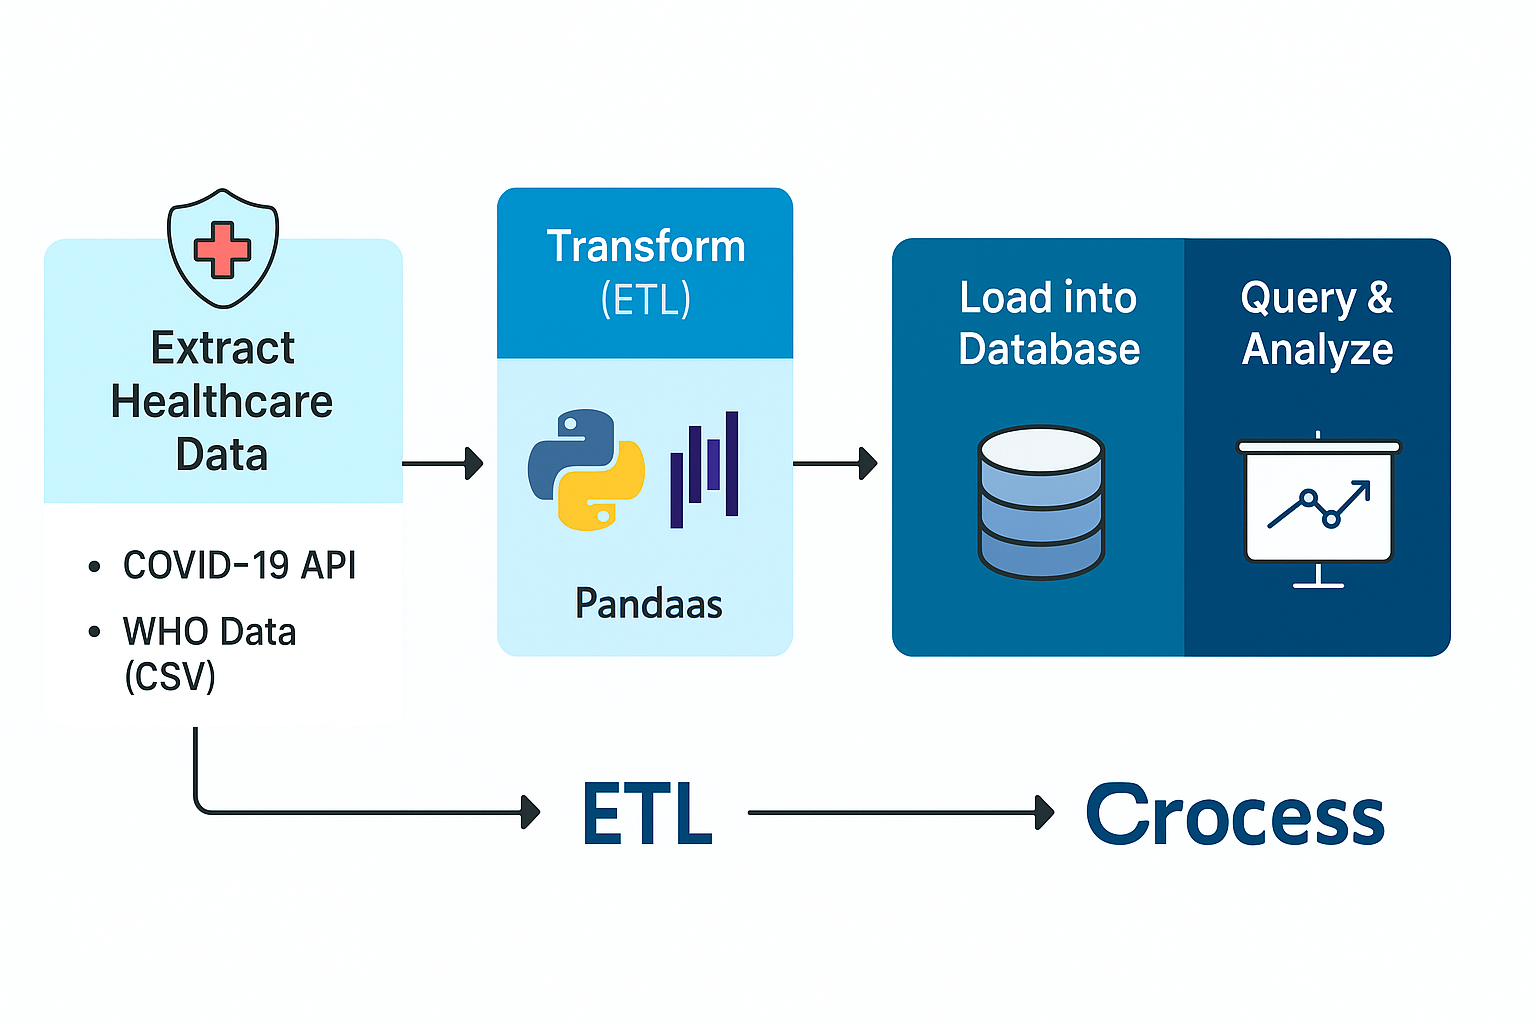 Extract
Healthcare
Data
• COVID-19 API
• WHO Data
(CSV)
Transform
(ETL)
Pandaas
Load into
Database
Query &
Analyze
ETL
Crocess